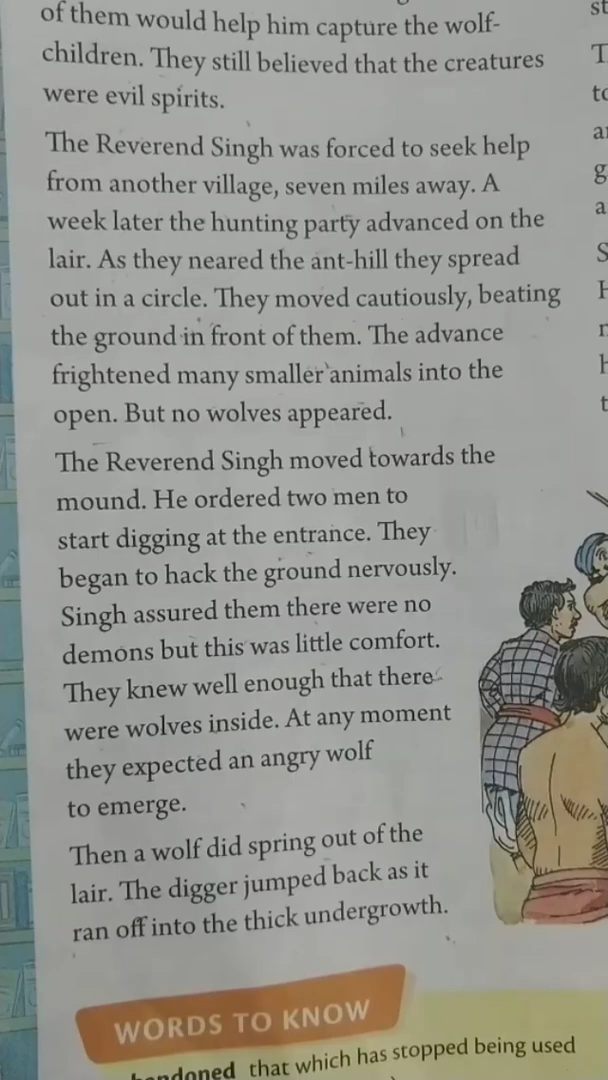 of them would help him capture the wolf-
children. They still believed that the creatures
were evil spirits.
The Reverend Singh was forced to seek help
from another village, seven miles away. A
week later the hunting party advanced on the
lair. As they neared the ant-hill they spread
out in a circle. They moved cautiously, beating
the ground in front of them. The advance
frightened many smaller animals into the
open. But no wolves appeared.
The Reverend Singh moved towards the
mound. He ordered two men to
start digging at the entrance. They
began to hack the ground nervously.
Singh assured them there were no
demons but this was little comfort.
They knew well enough that there
were wolves inside. At any moment
they expected an angry wolf
to emerge.
Then a wolf did spring out of the
lair. The digger jumped back as it
ran off into the thick undergrowth.
WORDS TO KNOW
that which has stopped being used